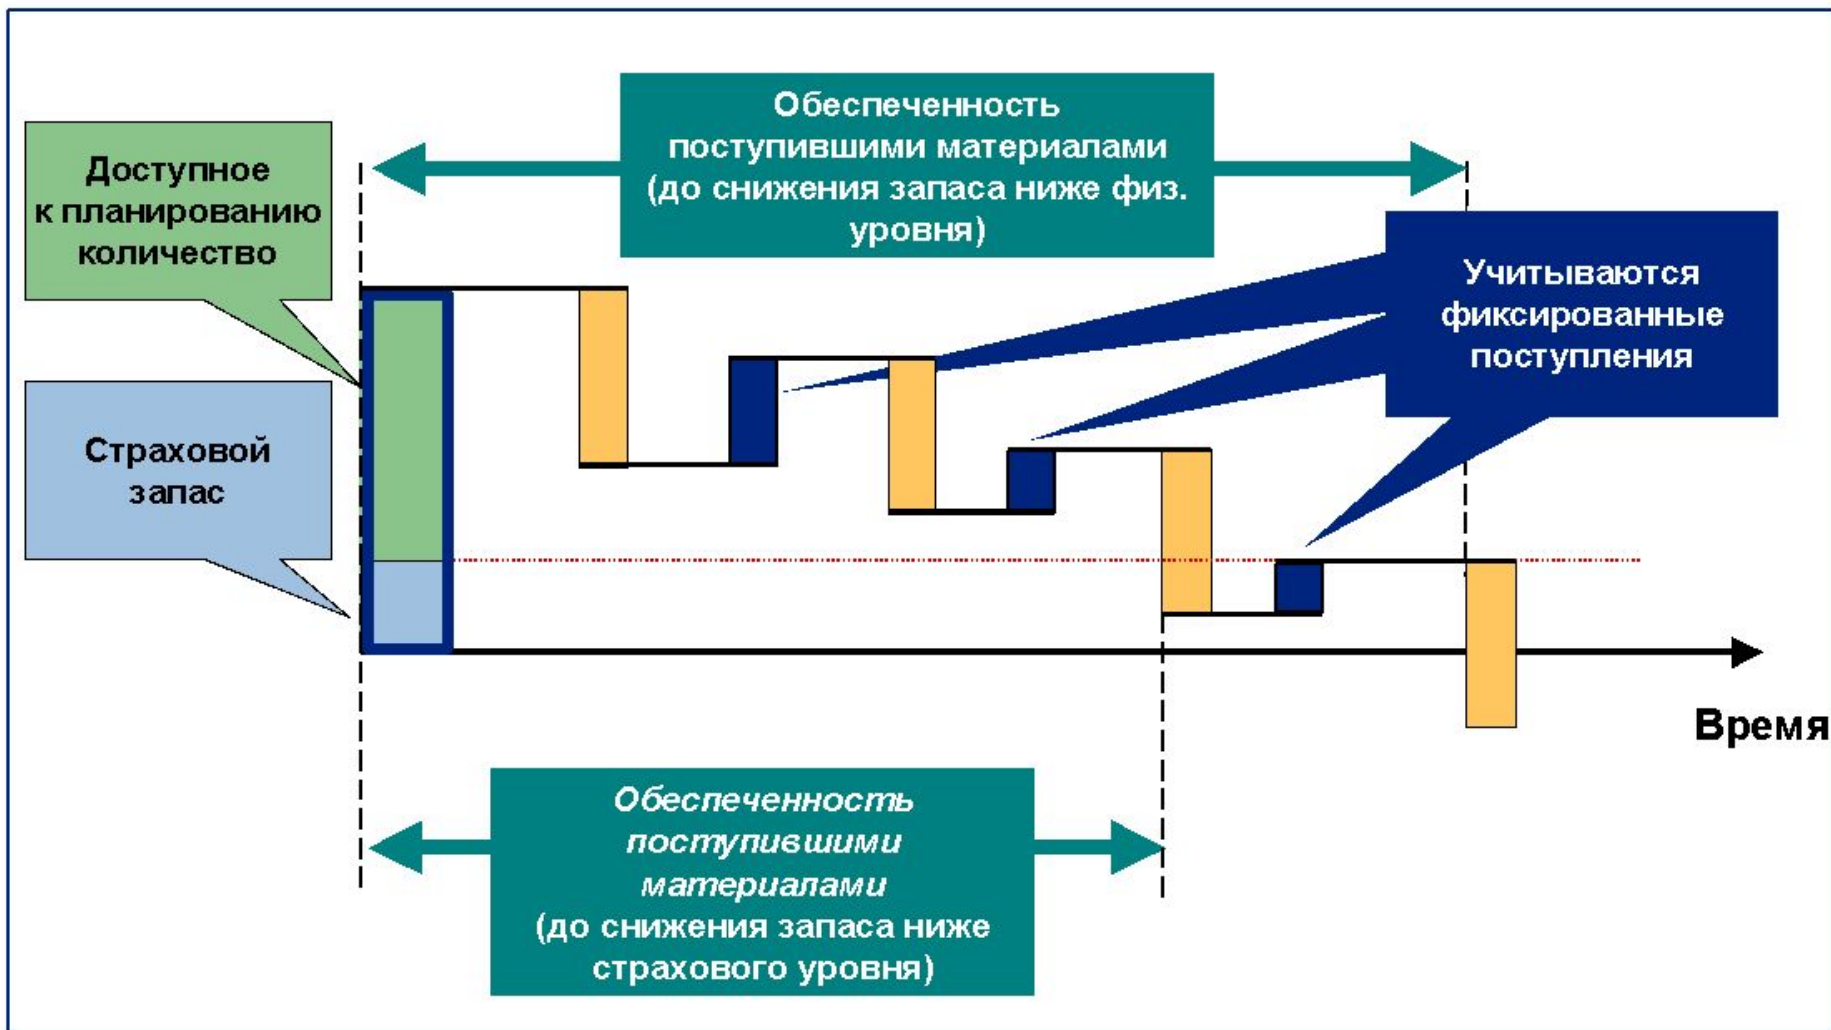 Обеспеченность
поступившими материалами
(до снижения запаса ниже физ.
уровня)
Доступное
к планированию
количество
Учитываются
фиксированные
поступления
Страховой
запас
Время
Обеспеченность
поступившими
материалами
(до снижения запаса ниже
страхового уровня)